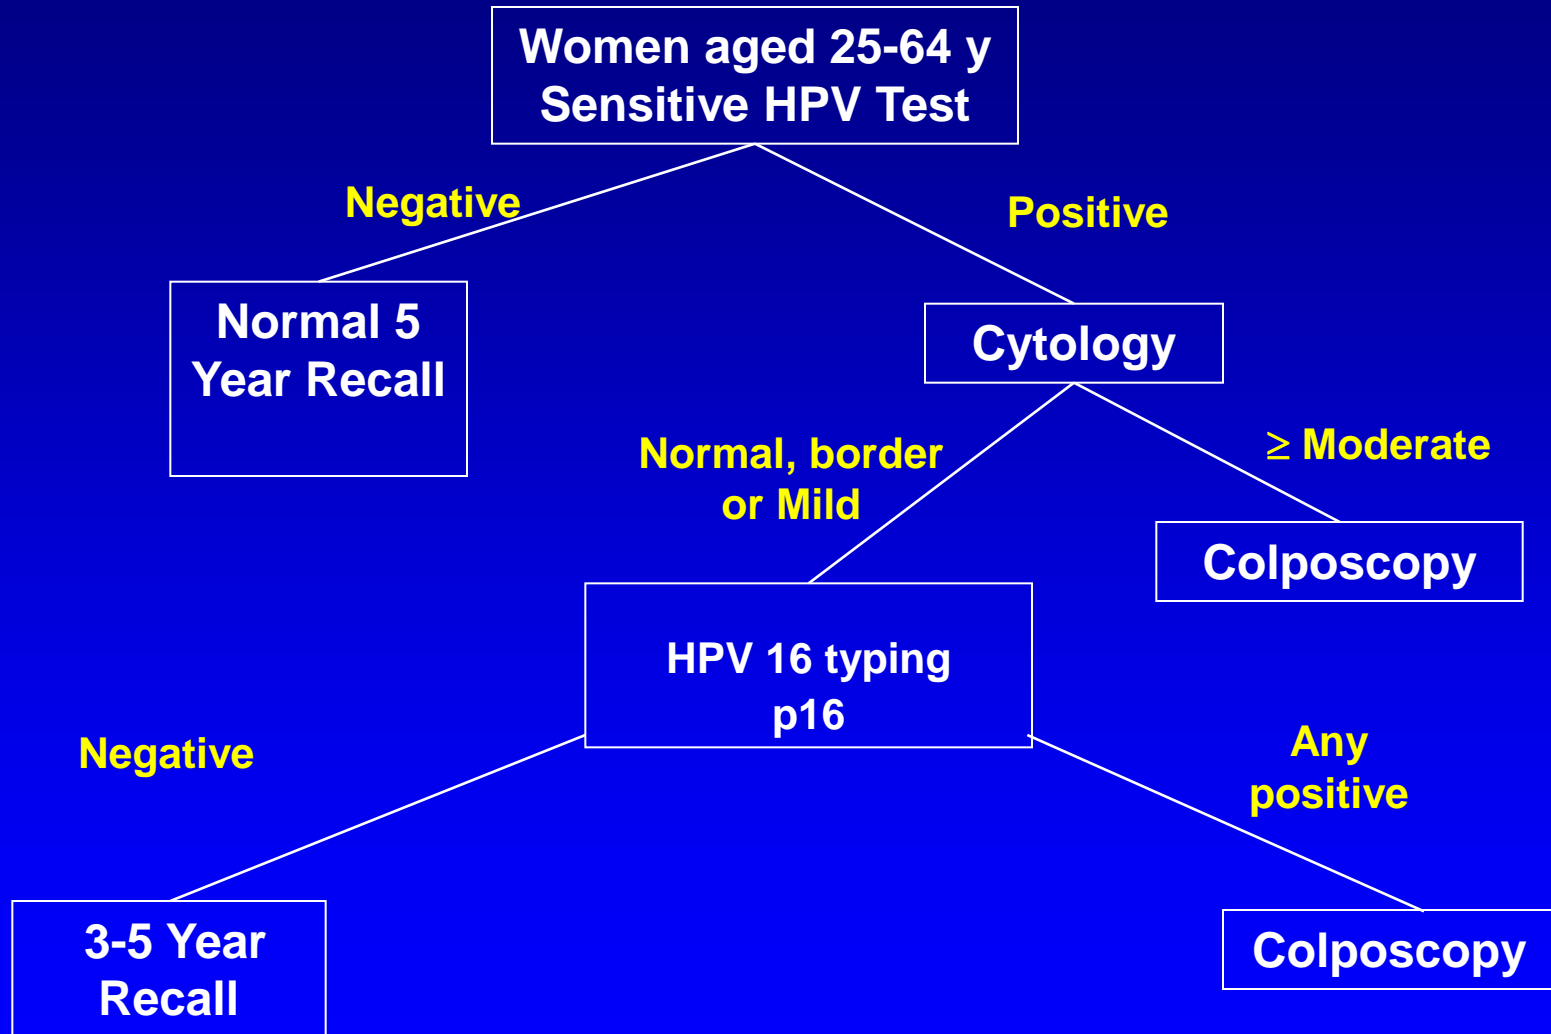 Women aged 25-64 y
Sensitive HPV Test
Negative
Positive
Normal 5
Year Recall
Cytology
Normal, border
or Mild
≥ Moderate
Colposcopy
HPV 16 typing
p16
Negative
Any
positive
3-5 Year
Recall
Colposcopy